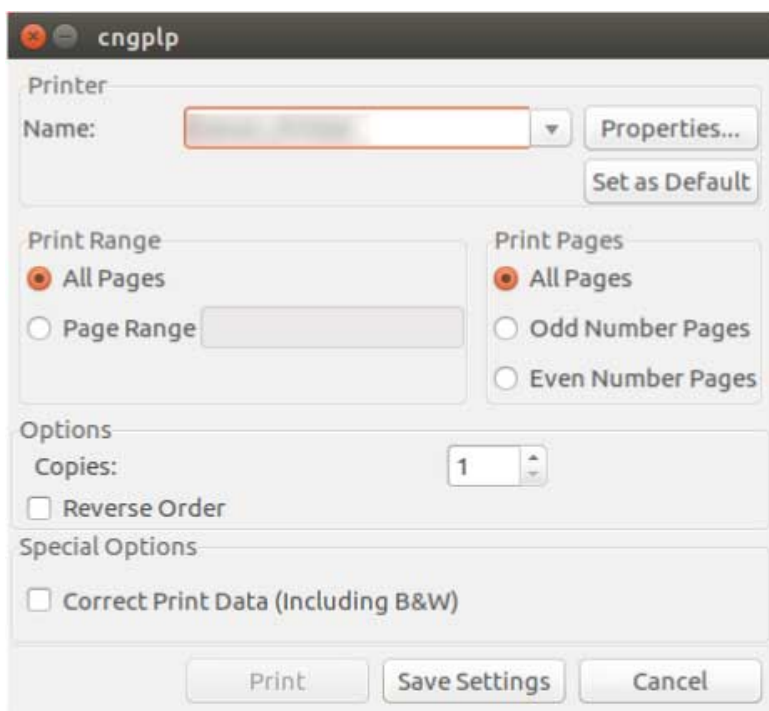 cngplp
Printer
Name:
Properties...
Set as Default
Print Range
All Pages
Page Range
Print Pages
All Pages
Odd Number Pages
Even Number Pages
Options
Copies: 1
Reverse Order
Special Options
Correct Print Data (Including B&W)
Print Save Settings Cancel